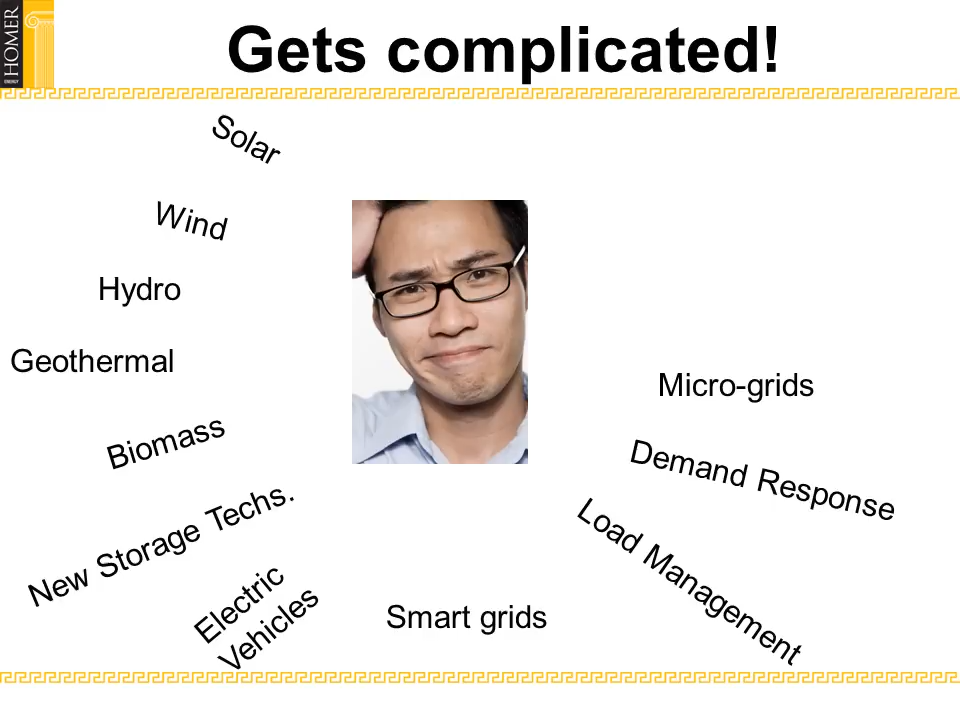 HOMER
ENERGY
Gets complicated!
Solar
Wind
Hydro
Geothermal
Biomass
New Storage Techs.
Electric
Vehicles
Smart grids
Load Management
Demand Response
Micro-grids